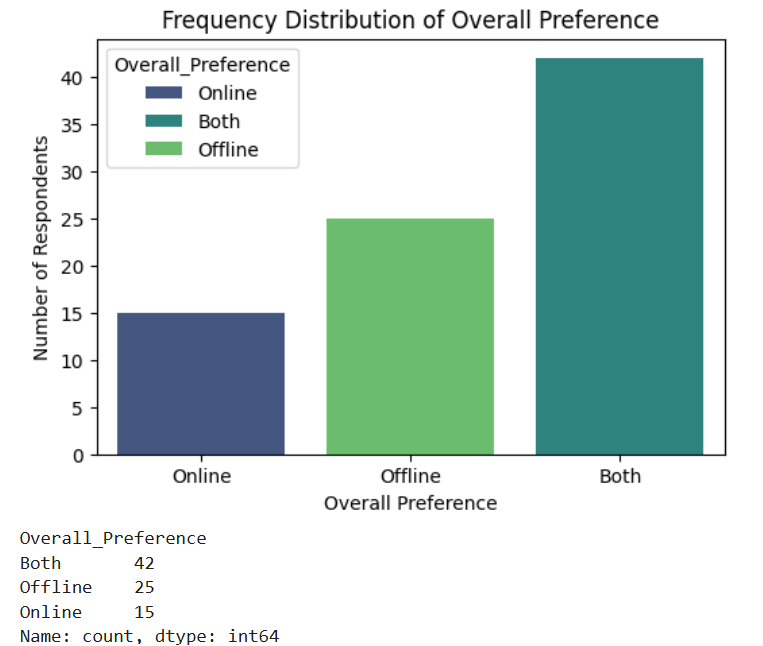 Frequency Distribution of Overall Preference
Overall_Preference
Online
Both
Offline
Number of Respondents
40
35
30
25
20
15
10
5
0
Online Offline Both
Overall Preference
Overall_Preference
Both 42
Offline 25
Online 15
Name: count, dtype: int64